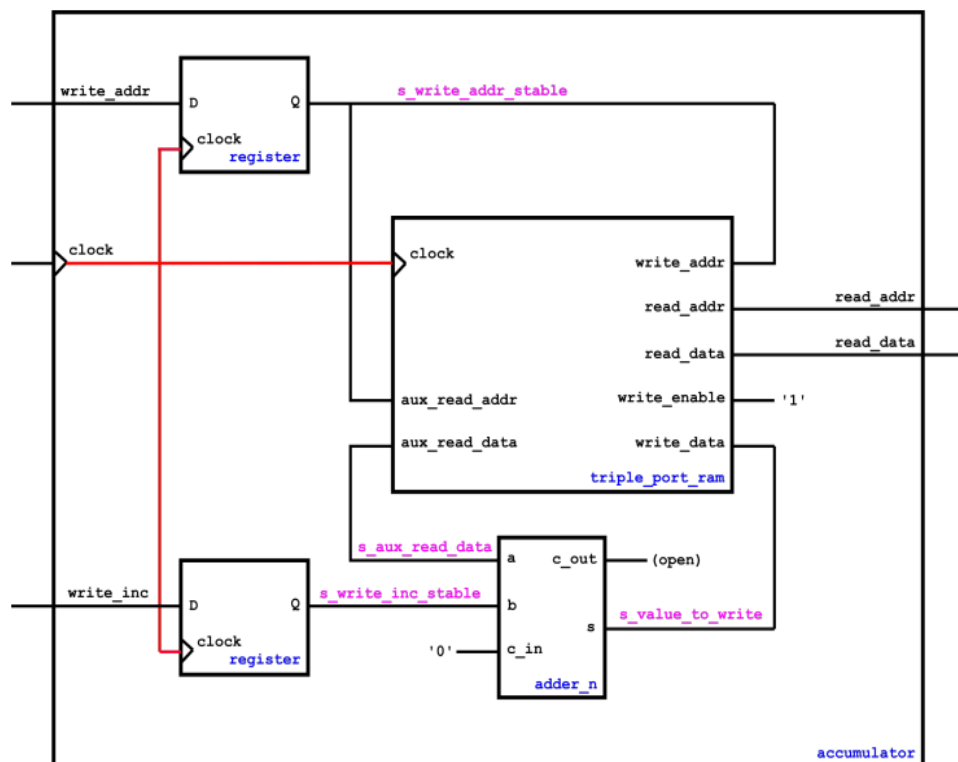 write_addr
D
Q
s_write_addr_stable
clock
register
clock
clock
write_addr
read_addr
read_addr
read_data
read_data
aux_read_addr
write_enable
'1'
aux_read_data
write_data
triple_port_ram
s_aux_read_data
a
c_out
(open)
write_inc
D
Q
s_write_inc_stable
b
s
s_value_to_write
clock
register
'0'
c_in
adder_n
accumulator